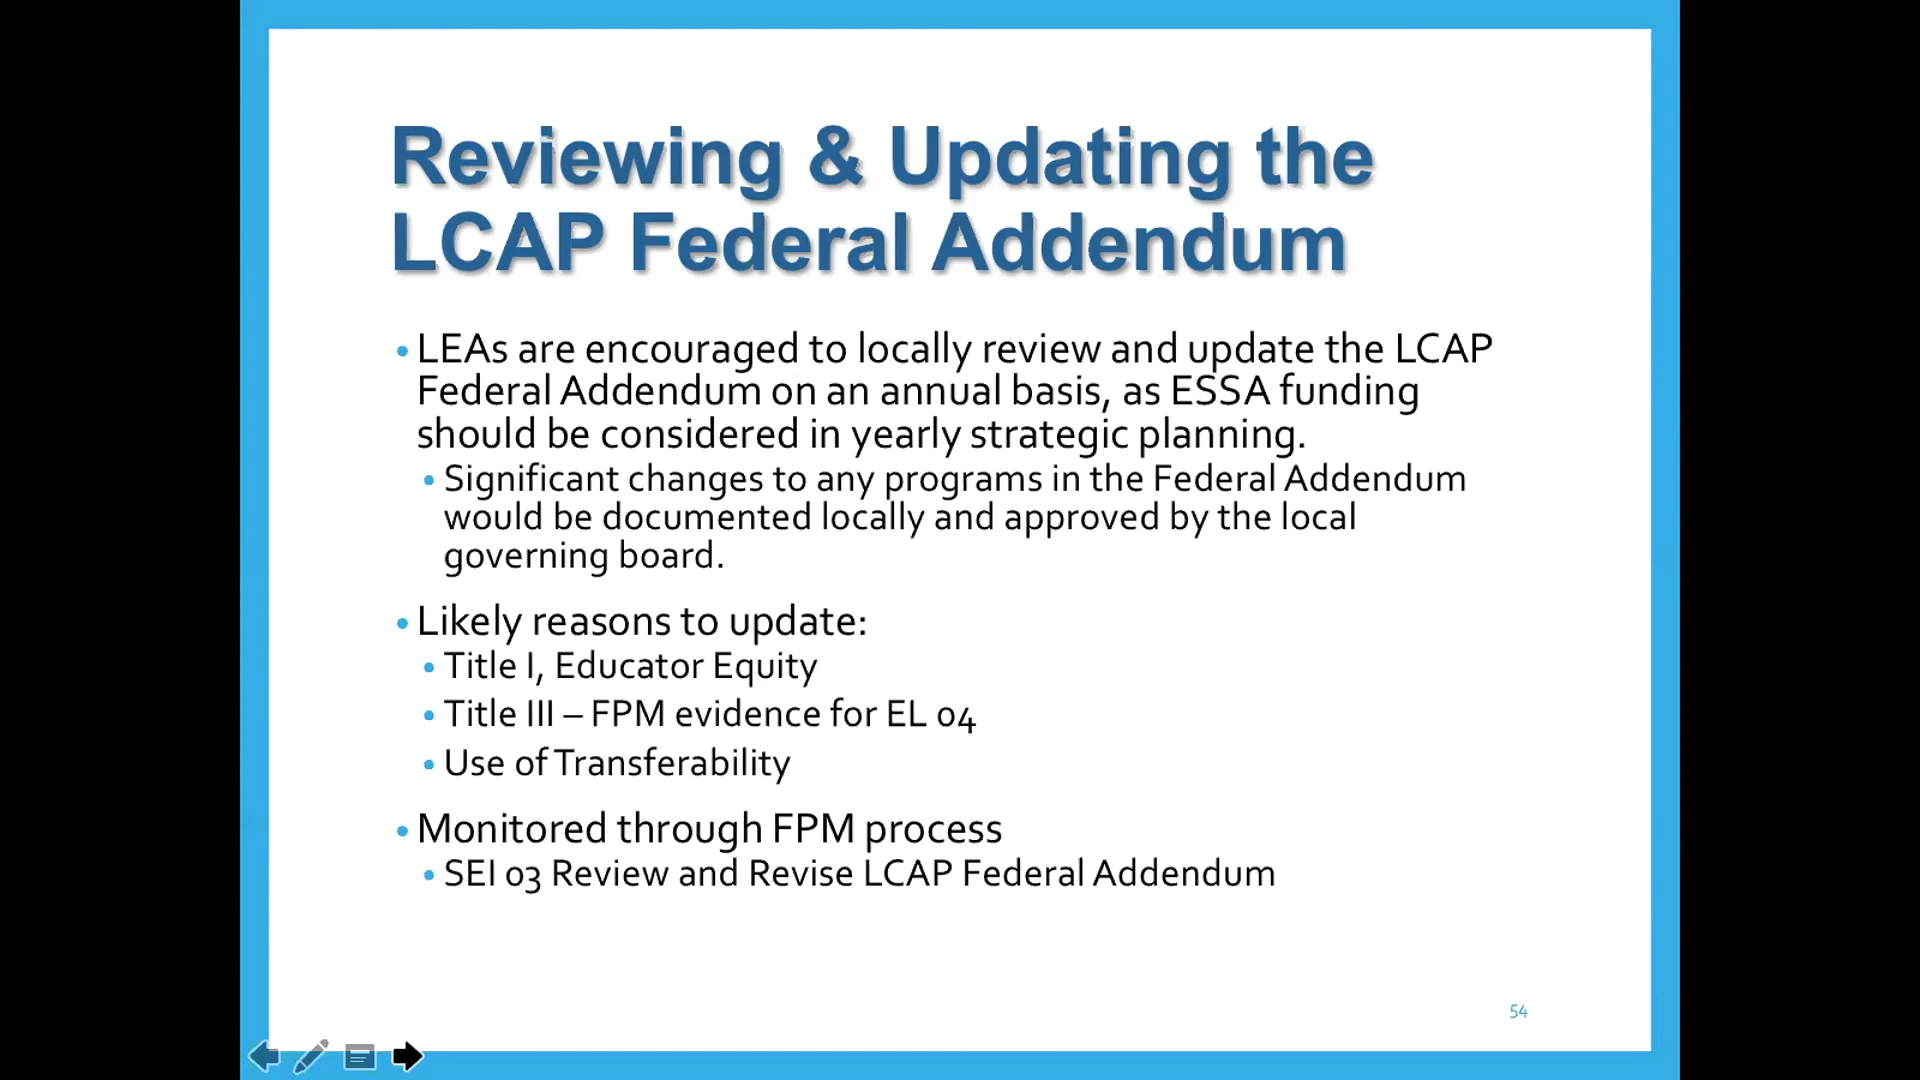 Reviewing & Updating the
LCAP Federal Addendum
• LEAs are encouraged to locally review and update the LCAP
Federal Addendum on an annual basis, as ESSA funding
should be considered in yearly strategic planning.
• Significant changes to any programs in the Federal Addendum
would be documented locally and approved by the local
governing board.
• Likely reasons to update:
• Title I, Educator Equity
• Title III – FPM evidence for EL 04
• Use of Transferability
• Monitored through FPM process
• SEI 03 Review and Revise LCAP Federal Addendum
54